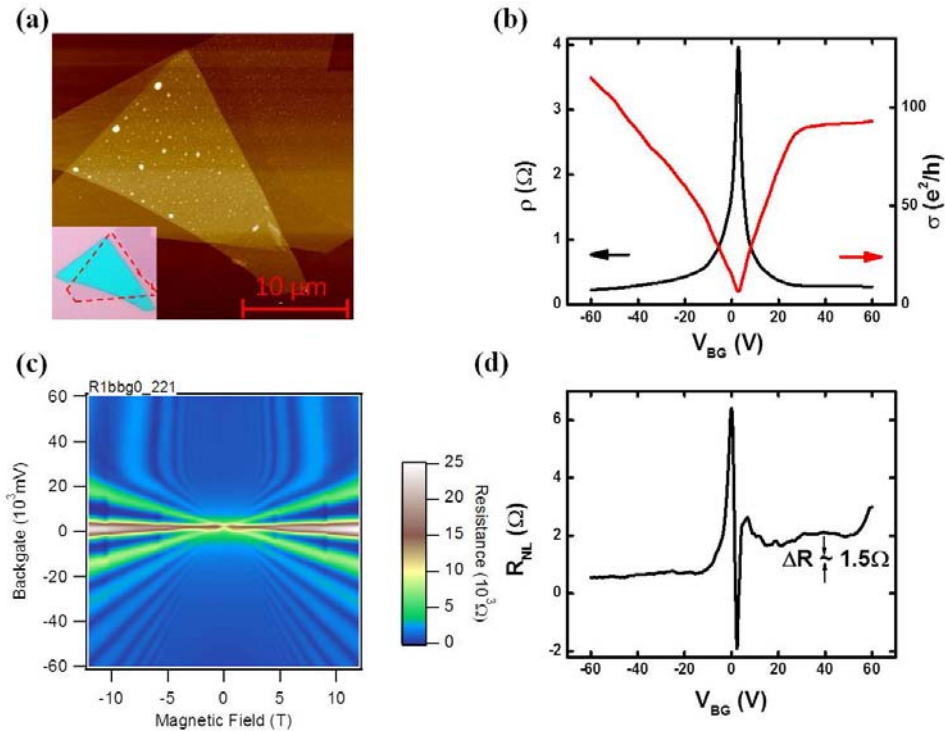 (a)
10 μm
(b)
4
3
2
1
0
ρ (Ω)
100
50
0
σ (e²/h)
-60 -40 -20 0 20 40 60
V_BG (V)
(c)
R1bbg0_221
60
40
20
0
-20
-40
-60
Backgate (10³mV)
-10 -5 0 5 10
Magnetic Field (T)
25
20
15
10
5
0
Resistance (10³Ω)
(d)
6
4
2
0
-2
R_NL (Ω)
ΔR ~ 1.5Ω
-60 -40 -20 0 20 40 60
V_BG (V)